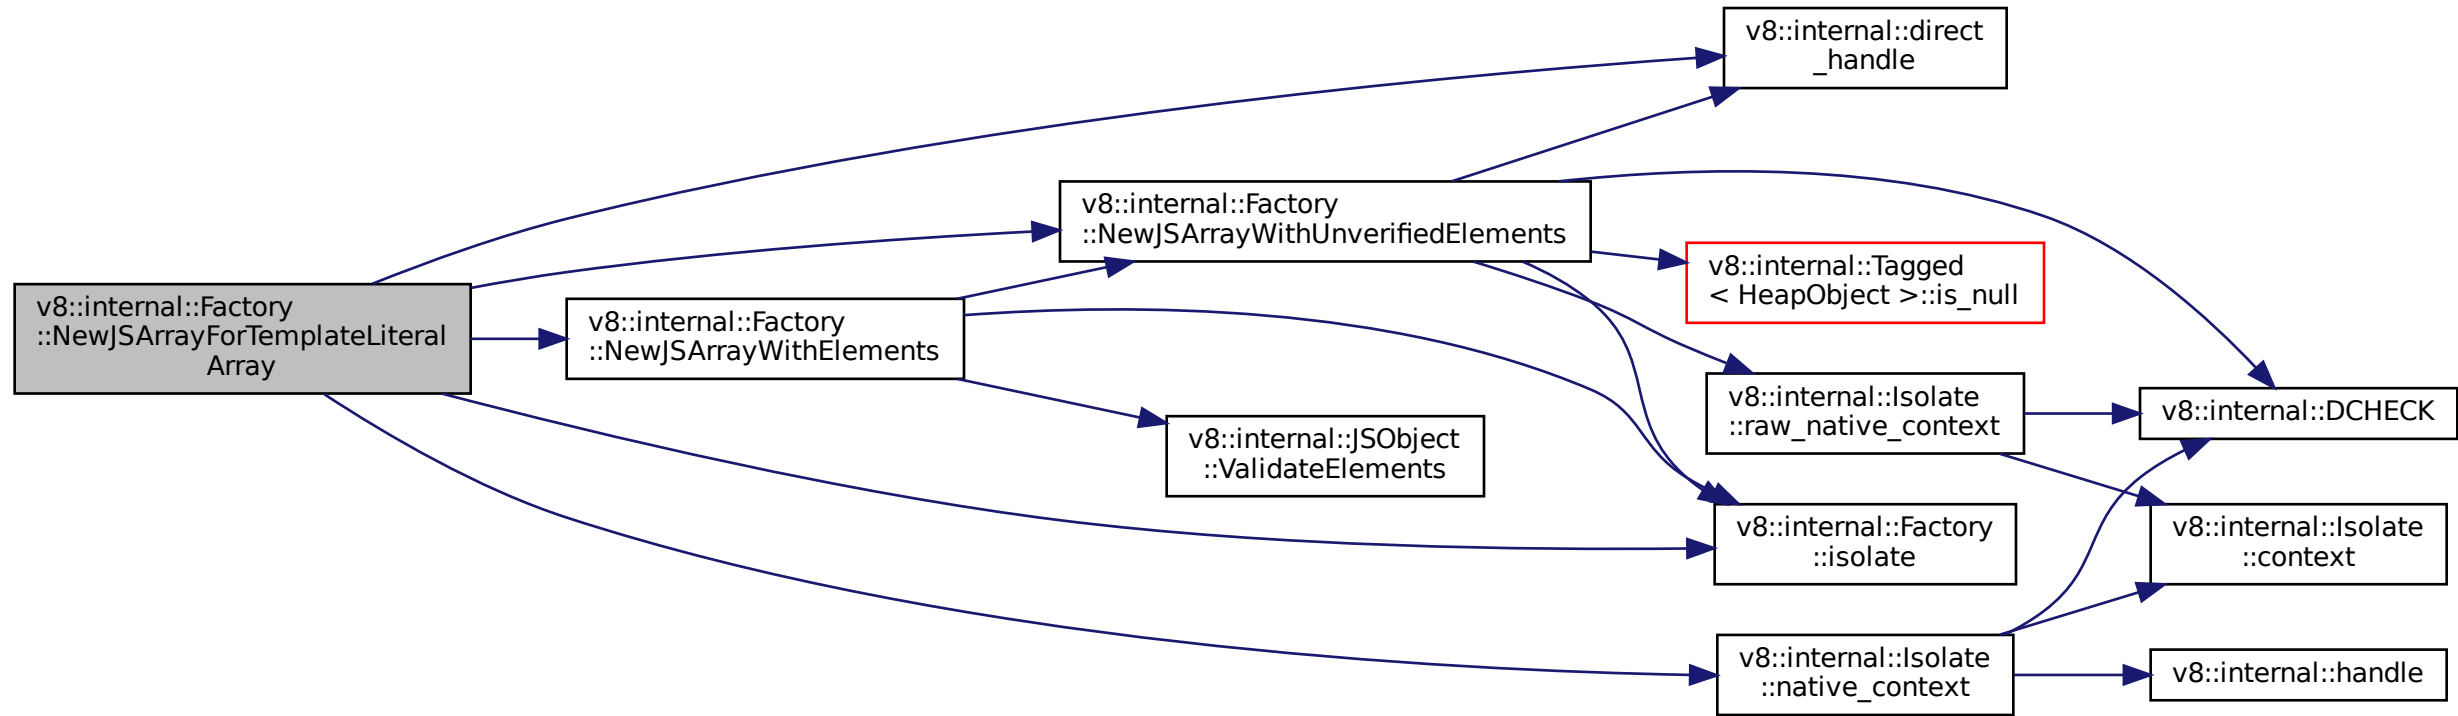 v8::internal::Factory
::NewJSArrayForTemplateLiteral
Array
v8::internal::Factory
::NewJSArrayWithElements
v8::internal::Factory
::NewJSArrayWithUnverifiedElements
v8::internal::JSObject
::ValidateElements
v8::internal::direct
_handle
v8::internal::Tagged
< HeapObject >::is_null
v8::internal::Isolate
::raw_native_context
v8::internal::Factory
::isolate
v8::internal::Isolate
::native_context
v8::internal::DCHECK
v8::internal::Isolate
::context
v8::internal::handle